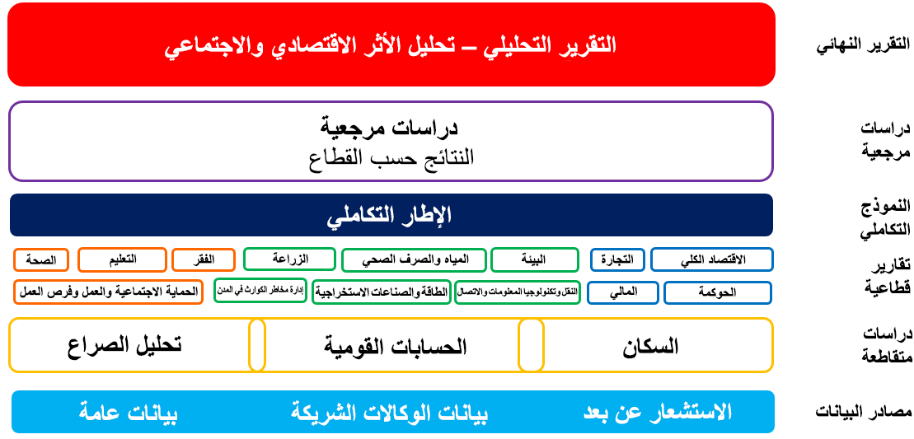 التقرير النهائي
التقرير التحليلي – تحليل الأثر الاقتصادي والاجتماعي
دراسات
مرجعية
دراسات مرجعية
النتائج حسب القطاع
النموذج
التكاملي
الإطار التكاملي
تقارير
قطاعية
الاقتصاد الكلي
التجارة
البيئة
المياه والصرف الصحي
الزراعة
الفقر
التعليم
الصحة
الحوكمة
المالي
النقل وتكنولوجيا المعلومات والاتصال
الطاقة والصناعات الاستخراجية
إدارة مخاطر الكوارث في المدن
الحماية الاجتماعية والعمل وفرص العمل
دراسات
متقاطعة
السكان
الحسابات القومية
تحليل الصراع
مصادر البيانات
الاستشعار عن بعد
بيانات الوكالات الشريكة
بيانات عامة